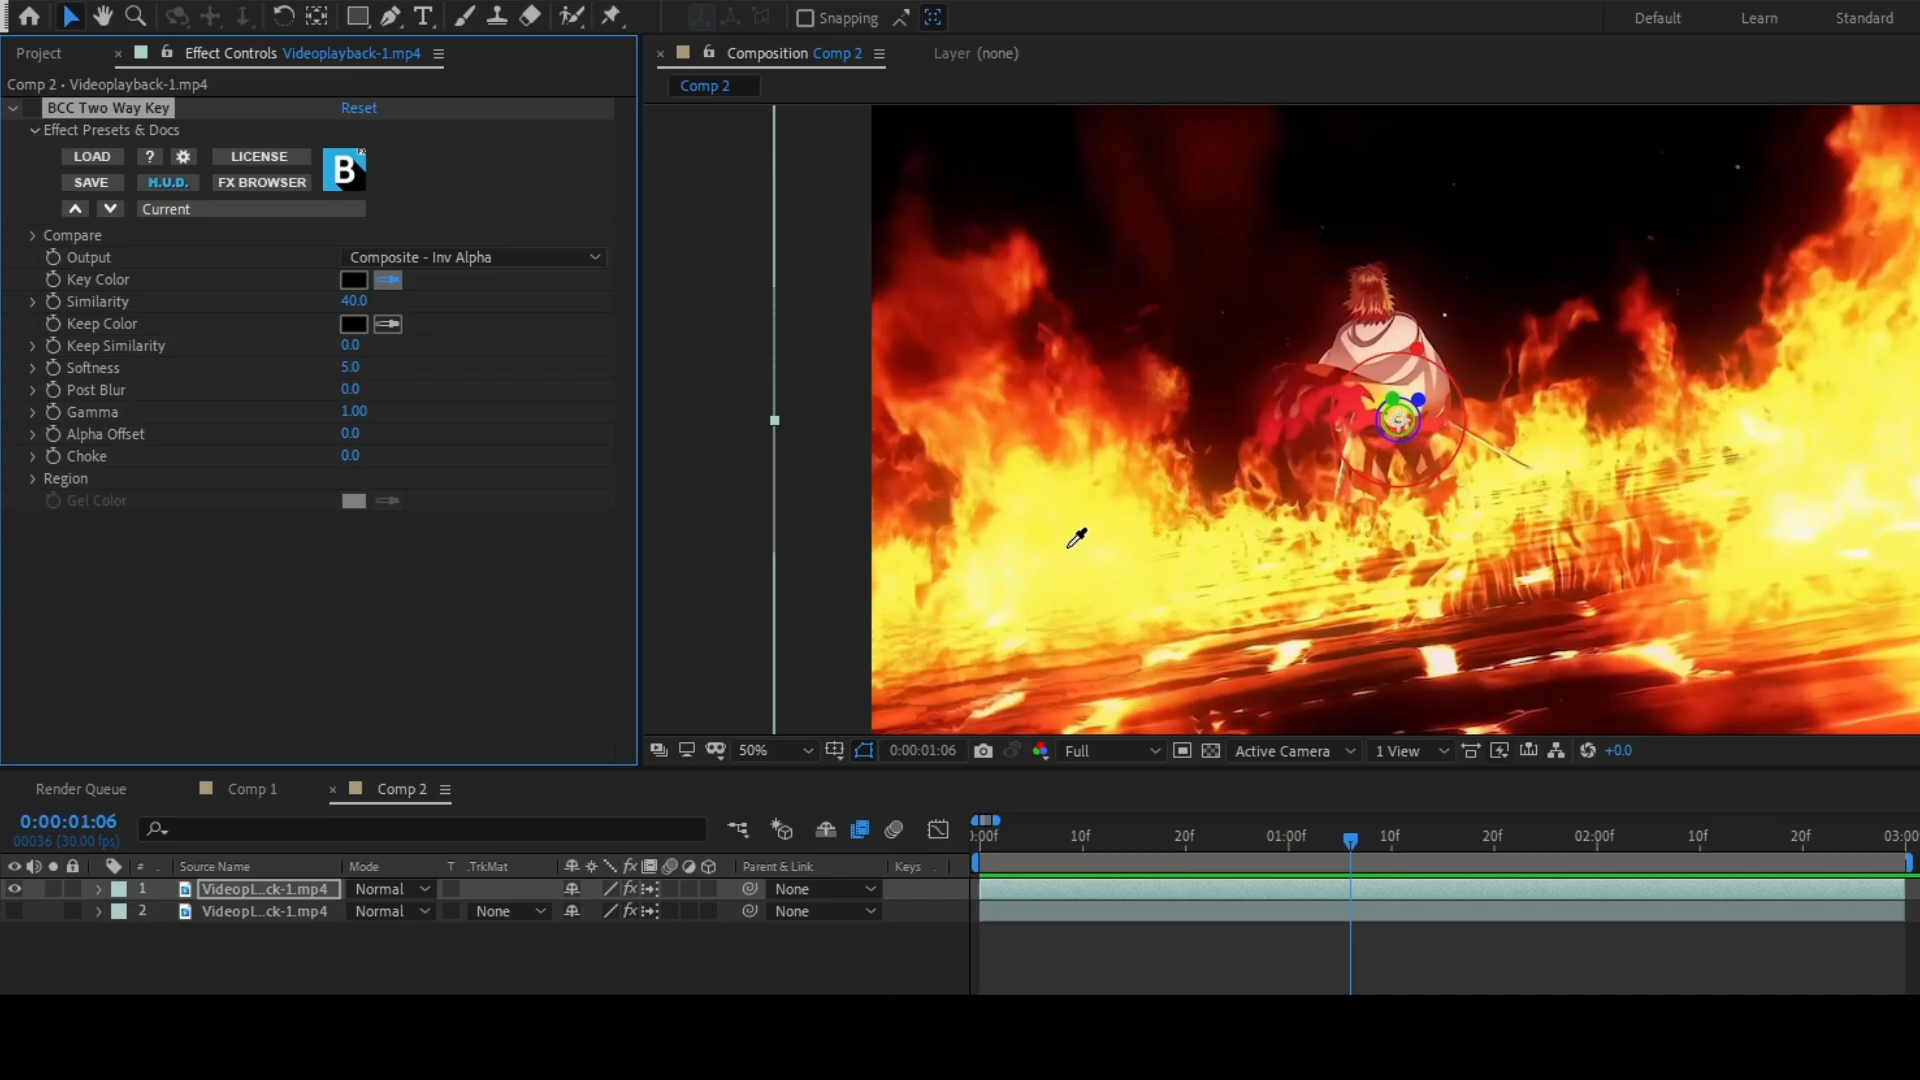 Snapping
Default
Learn
Standard
Project
× Effect Controls Videoplayback-1.mp4
× Composition Comp 2
Layer (none)
Comp 2 • Videoplayback-1.mp4
Comp 2
BCC Two Way Key
Reset
Effect Presets & Docs
LOAD
?
LICENSE
B
SAVE
H.U.D.
FX BROWSER
Current
Compare
Output
Composite - Inv Alpha
Key Color
Similarity
40.0
Keep Color
Keep Similarity
0.0
Softness
5.0
Post Blur
0.0
Gamma
1.00
Alpha Offset
0.0
Choke
0.0
Region
Gel Color
50%
0:00:01:06
Full
Active Camera
1 View
+0.0
Render Queue
Comp 1
× Comp 2
0:00:01:06
00036 (30.00 fps)
):00f
10f
20f
01:00f
10f
20f
02:00f
10f
20f
03:00
# . Source Name
Mode
T .TrkMat
fx
Parent & Link
Keys .
1 Videopl...ck-1.mp4 Normal fx None
2 Videopl...ck-1.mp4 Normal None fx None